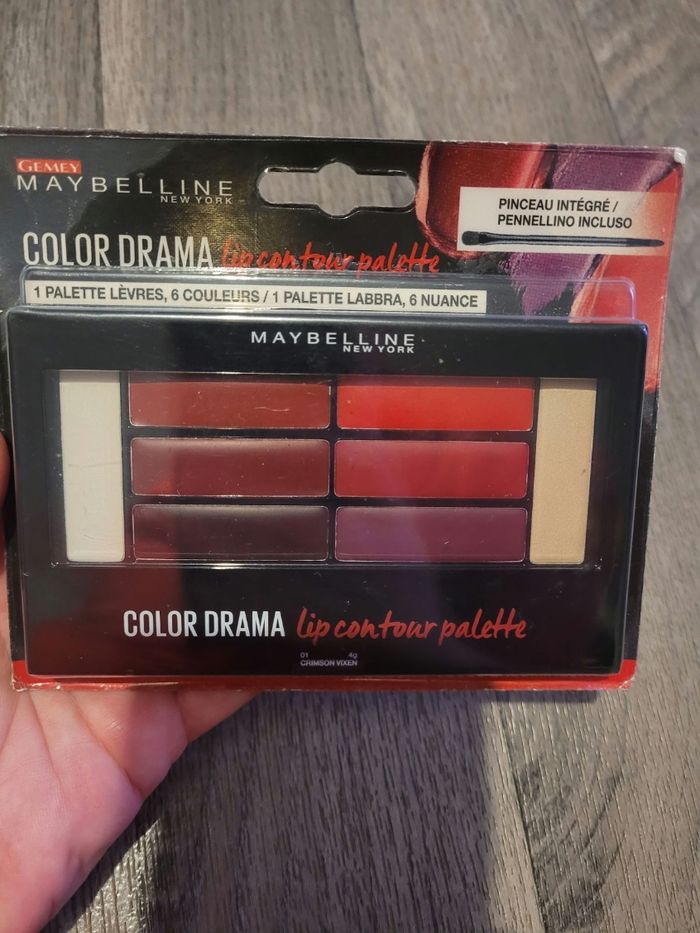 GEMEY
MAYBELLINE
NEW YORK
PINCEAU INTÉGRÉ /
PENNELLINO INCLUSO
COLOR DRAMA lip contour palette
1 PALETTE LÈVRES, 6 COULEURS / 1 PALETTE LABBRA, 6 NUANCE
MAYBELLINE
NEW YORK
COLOR DRAMA lip contour palette
01 4g
CRIMSON VIXEN